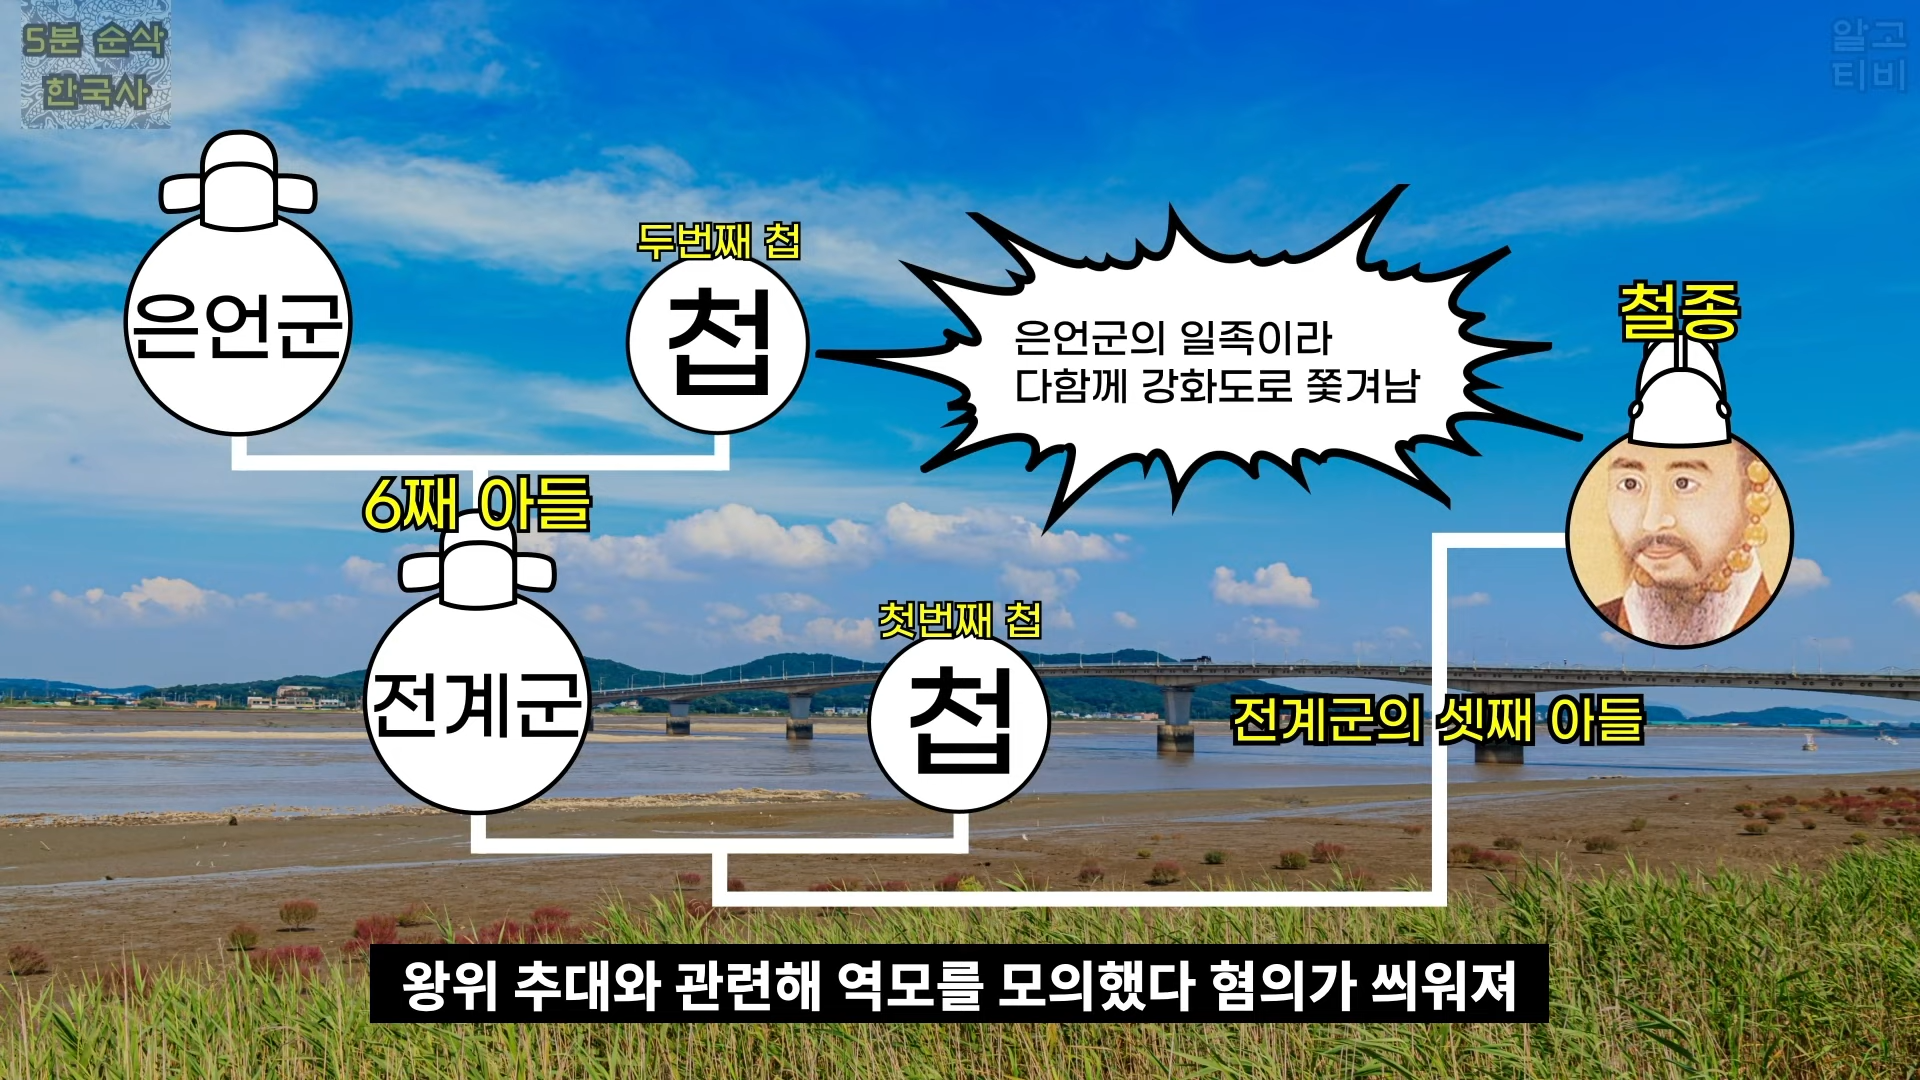 5분 순삭
한국사
알고
티비
은언군
두번째 첩
첩
은언군의 일족이라
다함께 강화도로 쫓겨남
철종
6째 아들
전계군
첫번째 첩
첩
전계군의 셋째 아들
왕위 추대와 관련해 역모를 모의했다 혐의가 씌워져